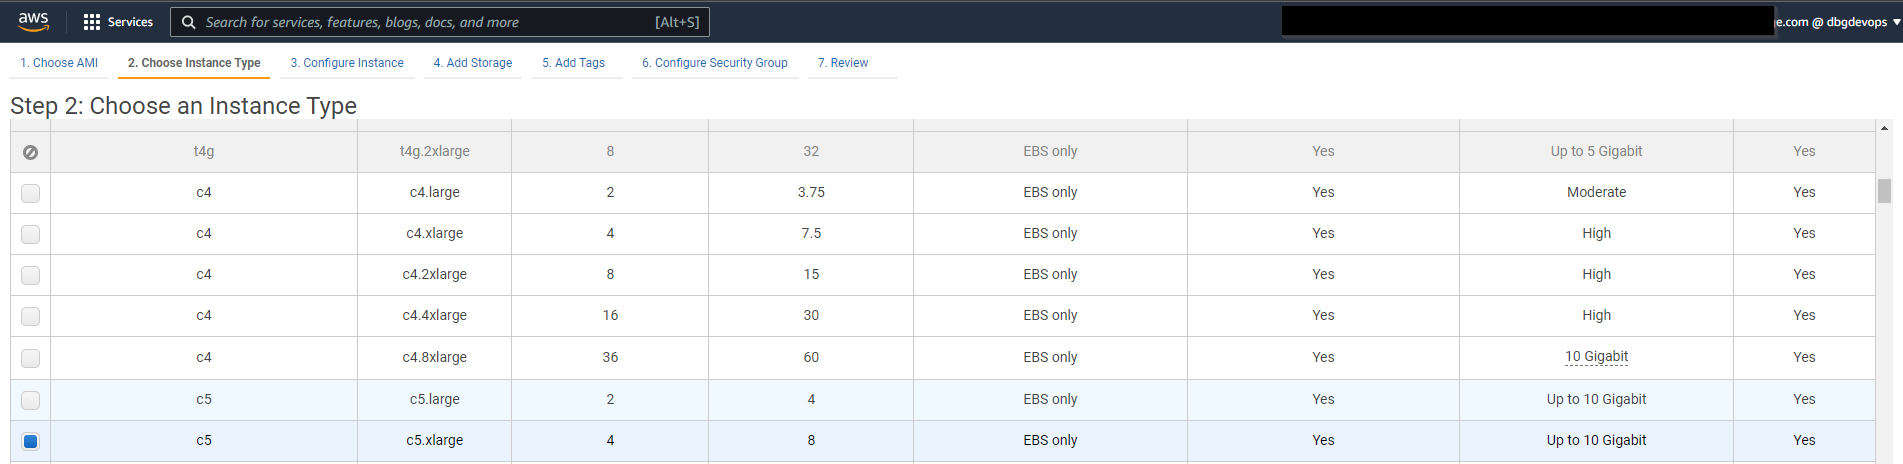 aws Services Search for services, features, blogs, docs, and more [Alt+S] e.com @ dbgdevops
1. Choose AMI 2. Choose Instance Type 3. Configure Instance 4. Add Storage 5. Add Tags 6. Configure Security Group 7. Review
Step 2: Choose an Instance Type
t4g t4g.2xlarge 8 32 EBS only Yes Up to 5 Gigabit Yes
c4 c4.large 2 3.75 EBS only Yes Moderate Yes
c4 c4.xlarge 4 7.5 EBS only Yes High Yes
c4 c4.2xlarge 8 15 EBS only Yes High Yes
c4 c4.4xlarge 16 30 EBS only Yes High Yes
c4 c4.8xlarge 36 60 EBS only Yes 10 Gigabit Yes
c5 c5.large 2 4 EBS only Yes Up to 10 Gigabit Yes
c5 c5.xlarge 4 8 EBS only Yes Up to 10 Gigabit Yes